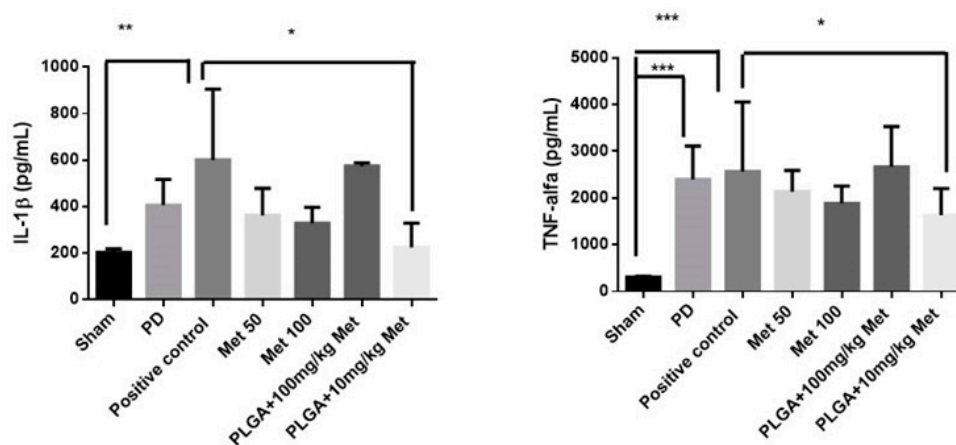 **
*
1000
800
600
400
200
0
IL-1β (pg/mL)
Sham
PD
Positive control
Met 50
Met 100
PLGA+100mg/kg Met
PLGA+10mg/kg Met
***
***
*
5000
4000
3000
2000
1000
0
TNF-alfa (pg/mL)
Sham
PD
Positive control
Met 50
Met 100
PLGA+100mg/kg Met
PLGA+10mg/kg Met